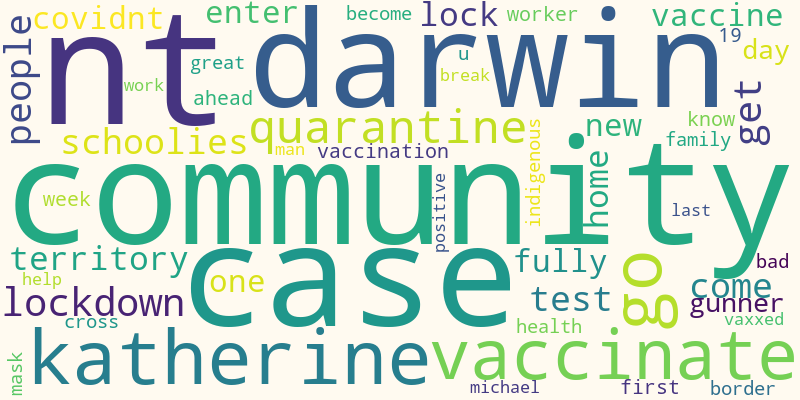 covidnt
enter
become
lock
worker
vaccine
people
nt
darwin
19
day
great
u
work
break
ahead
get
quarantine
new
know
schoolies
man
vaccination
family
indigenous
community
home
week
positive
last
territory
case
fully
go
bad
help
one
come
lockdown
test
gunner
cross
health
vaxxed
katherine
vaccinate
mask
michael
first
border